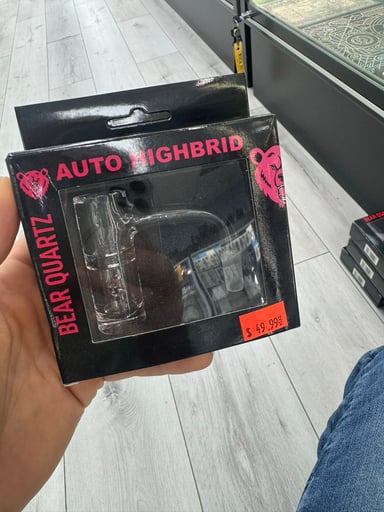 AUTO HIGHBRID
BEAR QUARTZ
$ 49.99